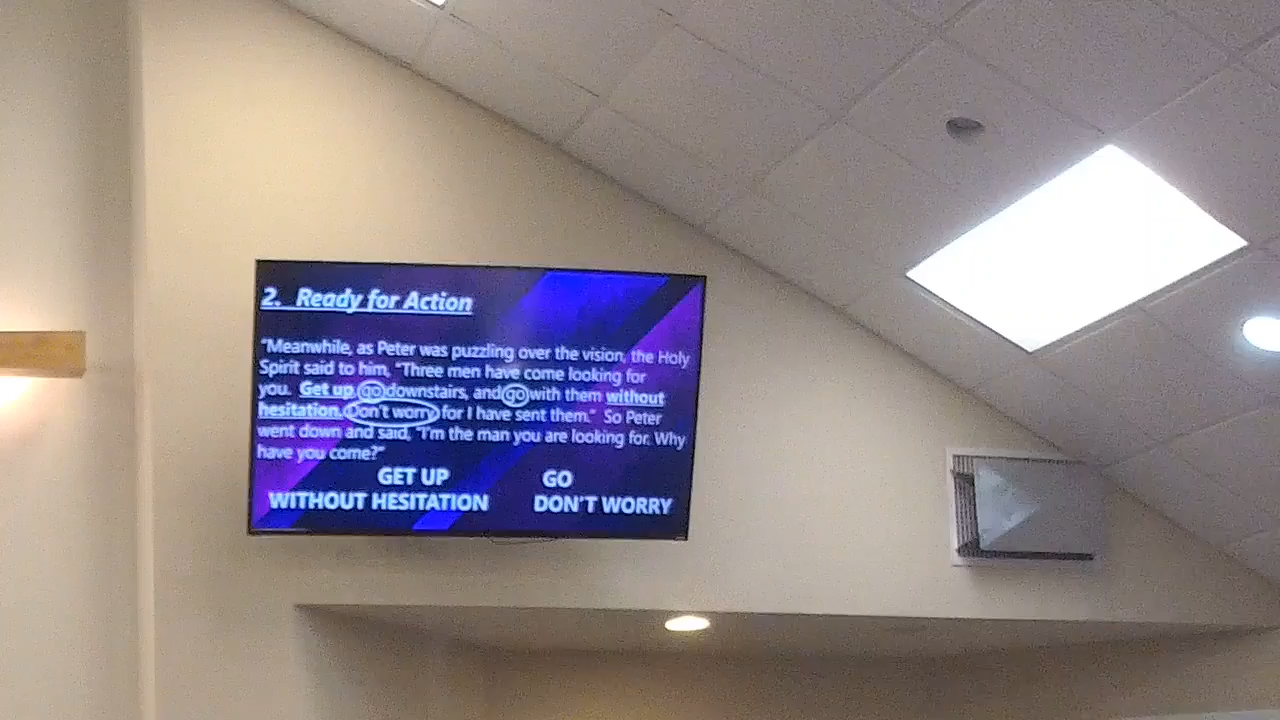 2. Ready for Action
"Meanwhile, as Peter was puzzling over the vision, the Holy
Spirit said to him, "Three men have come looking for
you. Get up, go downstairs, and go with them without
hesitation. Don't worry, for I have sent them." So Peter
went down and said, "I'm the man you are looking for. Why
have you come?"
GET UP GO
WITHOUT HESITATION DON'T WORRY